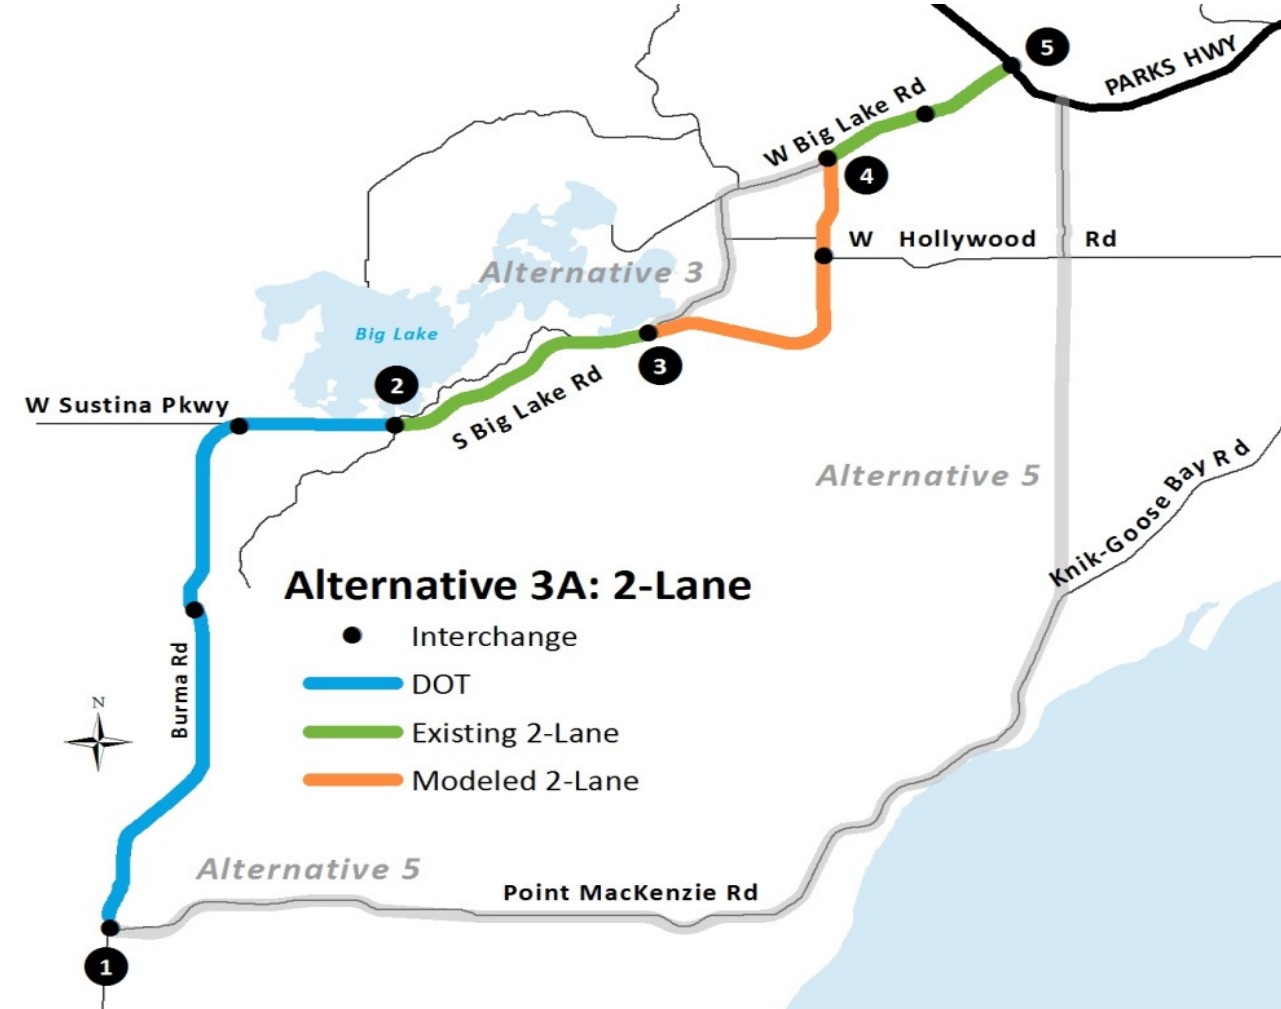 5
PARKS HWY
W Big Lake Rd
4
W Hollywood Rd
Alternative 3
Big Lake
3
2
W Sustina Pkwy
S Big Lake Rd
Alternative 5
Knik-Goose Bay Rd
Alternative 3A: 2-Lane
Interchange
DOT
Existing 2-Lane
Modeled 2-Lane
Burma Rd
N
Alternative 5
Point MacKenzie Rd
1